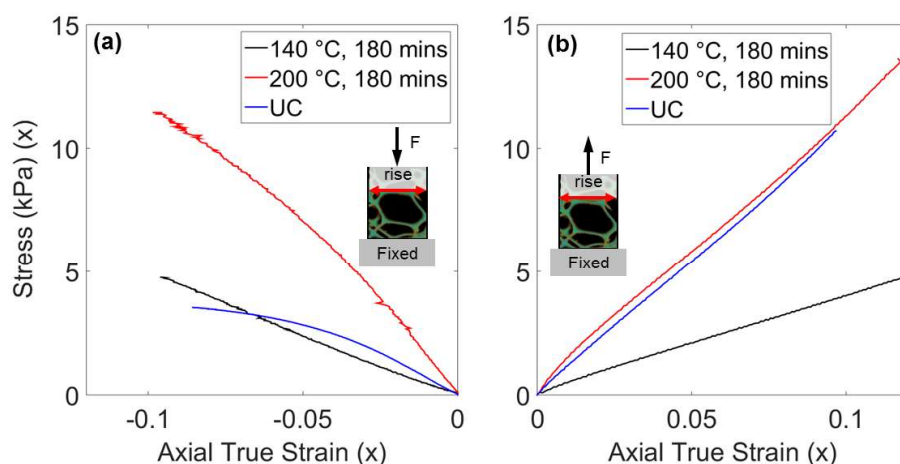 15
10
5
0
Stress (kPa) (x)
(a)
140 °C, 180 mins
200 °C, 180 mins
UC
F
rise
Fixed
-0.1
-0.05
0
Axial True Strain (x)
15
10
5
0
(b)
140 °C, 180 mins
200 °C, 180 mins
UC
F
rise
Fixed
0
0.05
0.1
Axial True Strain (x)